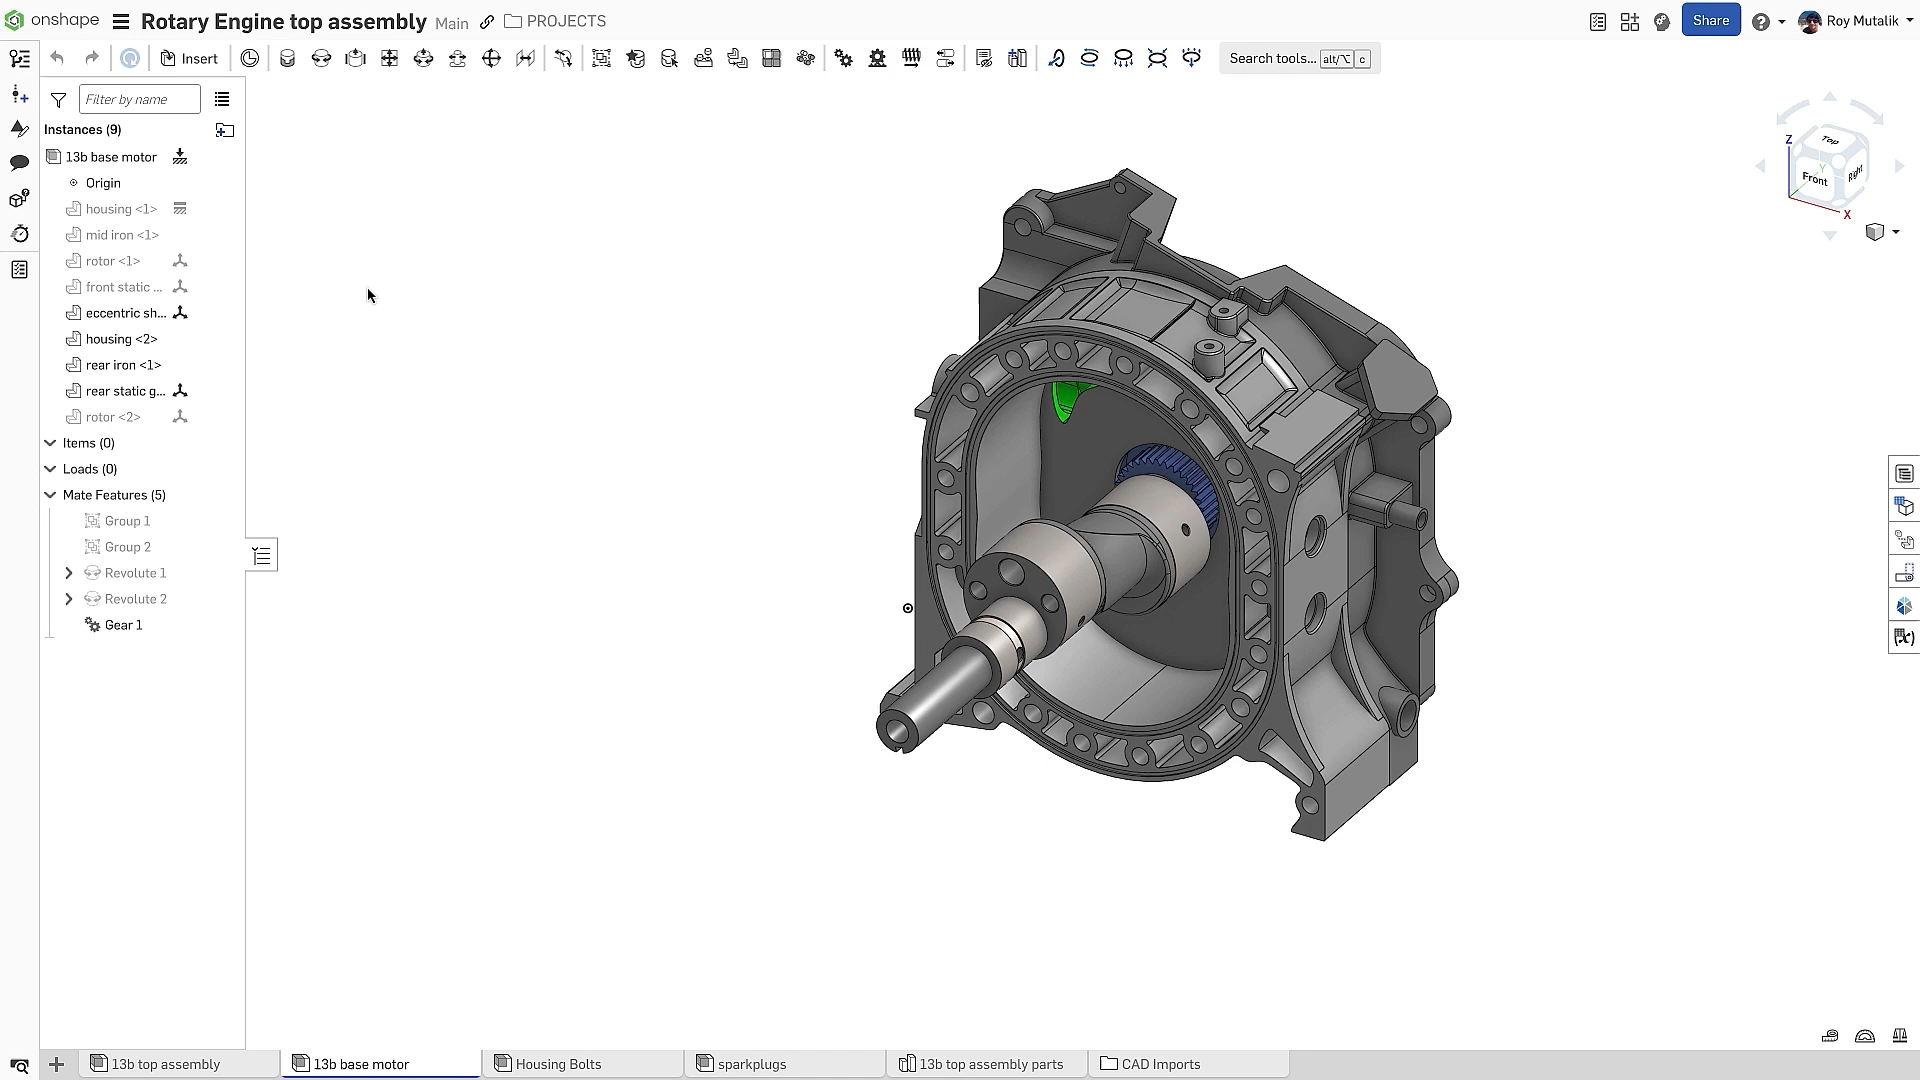 onshape Rotary Engine top assembly Main PROJECTS Share Roy Mutalik
Insert Search tools... alt/⌥ c
Filter by name
Instances (9)
13b base motor
Origin
housing <1>
mid iron <1>
rotor <1>
front static ...
eccentric sh...
housing <2>
rear iron <1>
rear static g...
rotor <2>
Items (0)
Loads (0)
Mate Features (5)
Group 1
Group 2
Revolute 1
Revolute 2
Gear 1
Z
Top
Y
Front
Right
X
13b top assembly 13b base motor Housing Bolts sparkplugs 13b top assembly parts CAD Imports